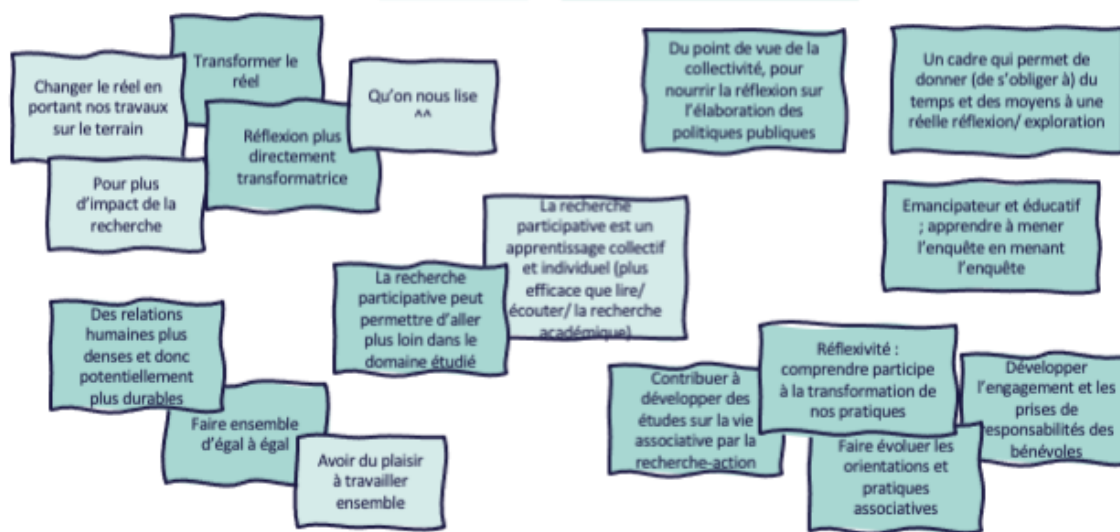 Transformer le
réel
Changer le réel en
portant nos travaux
sur le terrain
Qu'on nous lise
^^
Réflexion plus
directement
transformatrice
Pour plus
d'impact de la
recherche
Du point de vue de la
collectivité, pour
nourrir la réflexion sur
l'élaboration des
politiques publiques
Un cadre qui permet de
donner (de s'obliger à) du
temps et des moyens à une
réelle réflexion/ exploration
La recherche
participative est un
apprentissage collectif
et individuel (plus
efficace que lire/
écouter/ la recherche
académique)
Emancipateur et éducatif
; apprendre à mener
l'enquête en menant
l'enquête
La recherche
participative peut
permettre d'aller
plus loin dans le
domaine étudié
Des relations
humaines plus
denses et donc
potentiellement
plus durables
Faire ensemble
d'égal à égal
Avoir du plaisir
à travailler
ensemble
Contribuer à
développer des
études sur la vie
associative par la
recherche-action
Réflexivité :
comprendre participe
à la transformation de
nos pratiques
Développer
l'engagement et les
prises de
responsabilités des
bénévoles
Faire évoluer les
orientations et
pratiques
associatives